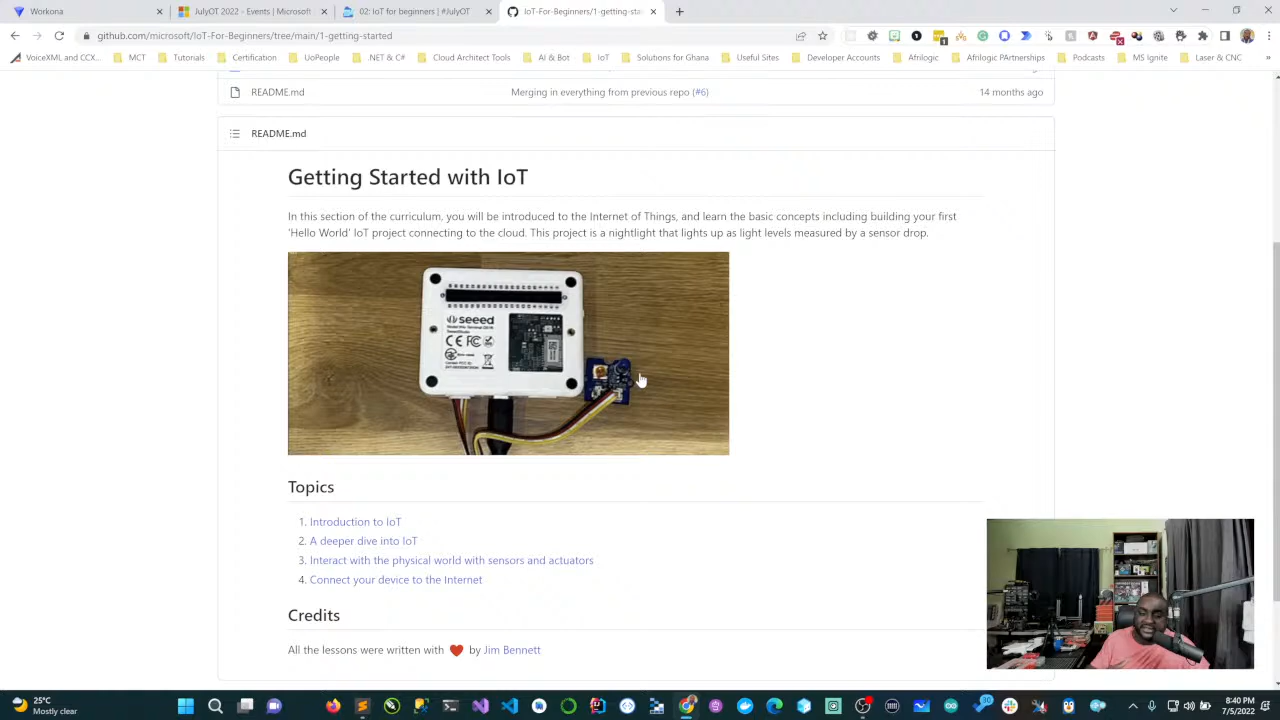 Workona
JulyOT 2022 - Events | Microsoft
02: IoT for beginners | #JulyOT
IoT-For-Beginners/1-getting-sta
github.com/microsoft/IoT-For-Beginners/tree/main/1-getting-started
VoiceXML and CCX...
MCT
Tutorials
Certification
UoPeople
.NET & C#
Cloud Architect Tools
AI & Bot
IoT
Solutions for Ghana
Useful Sites
Developer Accounts
Afrilogic
Afrilogic PArtnerships
Podcasts
MS Ignite
Laser & CNC
»
README.md
Merging in everything from previous repo (#6)
14 months ago
README.md
Getting Started with IoT
In this section of the curriculum, you will be introduced to the Internet of Things, and learn the basic concepts including building your first
'Hello World' IoT project connecting to the cloud. This project is a nightlight that lights up as light levels measured by a sensor drop.
seeed
Topics
1. Introduction to IoT
2. A deeper dive into IoT
3. Interact with the physical world with sensors and actuators
4. Connect your device to the Internet
Credits
All the lessons were written with ❤️ by Jim Bennett
25°C
Mostly clear
8:40 PM
7/5/2022